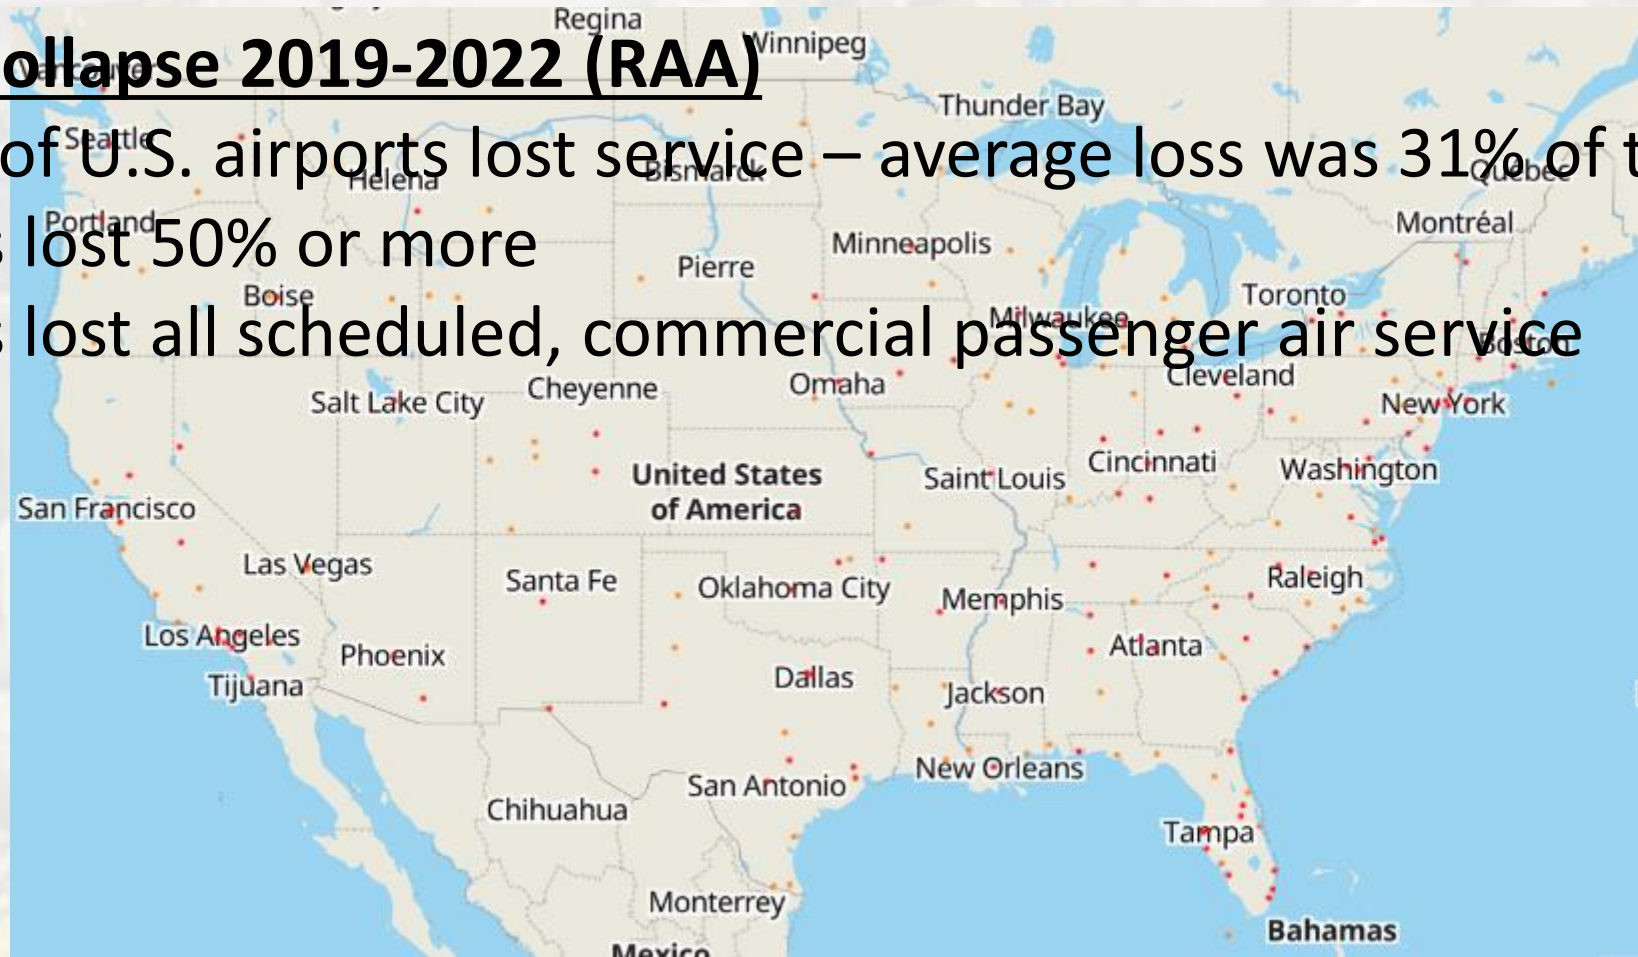 Regina
Winnipeg
Vancouver
ollapse 2019-2022 (RAA)
Thunder Bay
Seattle
of U.S. airports lost service – average loss was 31% of t
Helena
Bismarck
Québec
Portland
Montréal
s lost 50% or more
Minneapolis
Pierre
Boise
Toronto
Milwaukee
s lost all scheduled, commercial passenger air service
Boston
Cleveland
Omaha
Cheyenne
Salt Lake City
New York
Cincinnati
Washington
United States
of America
Saint Louis
San Francisco
Las Vegas
Santa Fe
Oklahoma City
Memphis
Raleigh
Los Angeles
Phoenix
Atlanta
Dallas
Tijuana
Jackson
New Orleans
San Antonio
Chihuahua
Tampa
Monterrey
Bahamas
Mexico